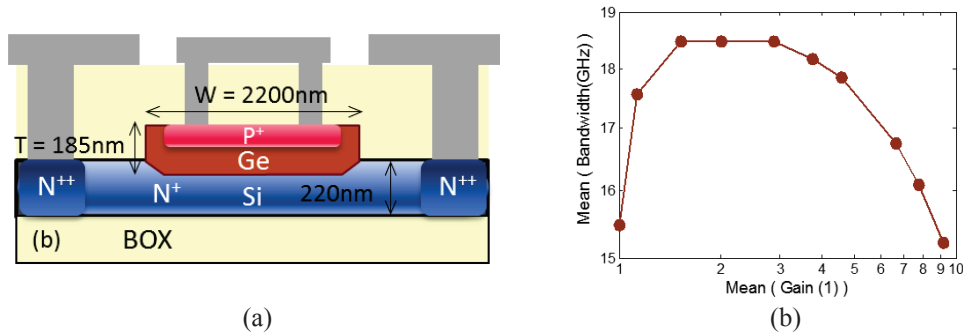 W = 2200nm
T = 185nm
P+
Ge
N++
N+
Si
220nm
N++
(b)
BOX
(a)
19
18
17
16
15
Mean ( Bandwidth(GHz) )
1
2
3
4
5
6
7
8
9
10
Mean ( Gain (1) )
(b)